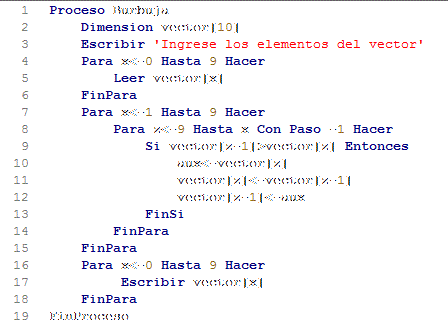 1 Proceso Burbuja
2 Dimension vector[10]
3 Escribir 'Ingrese los elementos del vector'
4 Para x<-0 Hasta 9 Hacer
5 Leer vector[x]
6 FinPara
7 Para x<-1 Hasta 9 Hacer
8 Para z<-9 Hasta x Con Paso -1 Hacer
9 Si vector[z-1]>vector[z] Entonces
10 aux<-vector[z]
11 vector[z]<-vector[z-1]
12 vector[z-1]<-aux
13 FinSi
14 FinPara
15 FinPara
16 Para x<-0 Hasta 9 Hacer
17 Escribir vector[x]
18 FinPara
19 FinProceso